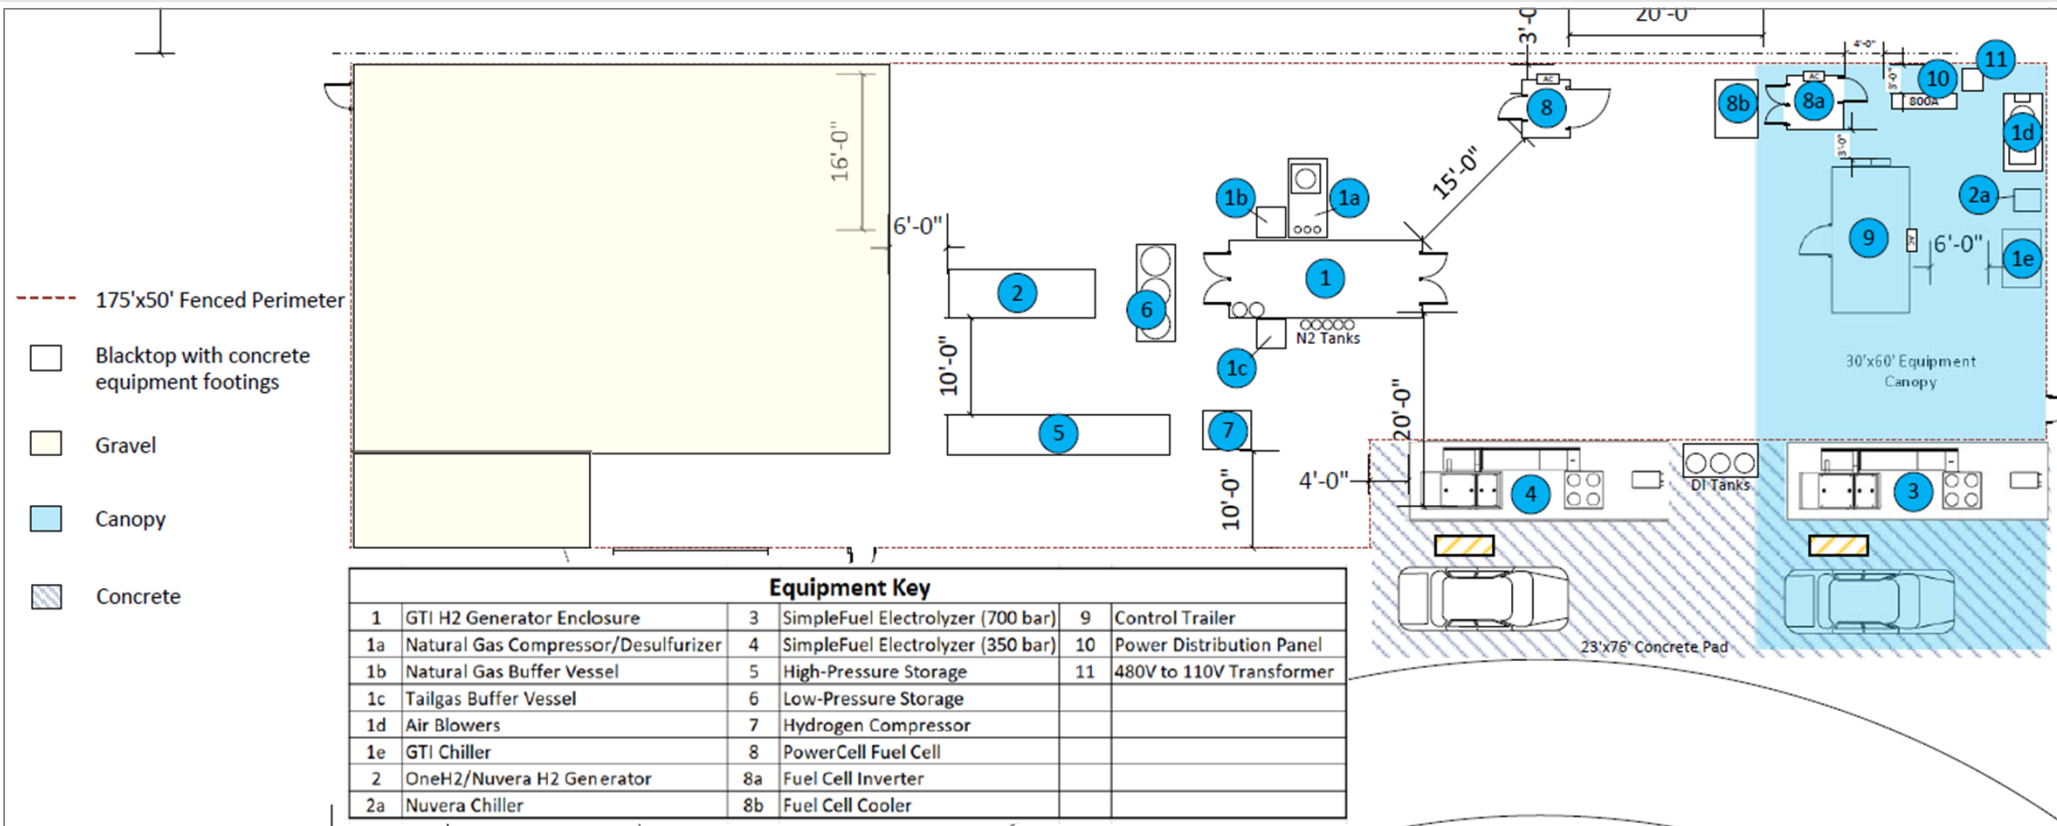 3'-0
20'-0"
4'-0"
11
AC
AC
3'-0"
10
8
8b
8a
800A
1d
16'-0"
3'-0"
15'-0"
1b
1a
2a
6'-0"
9
AC
6'-0"
1e
1
2
6
175'x50' Fenced Perimeter
N2 Tanks
Blacktop with concrete
equipment footings
10'-0"
1c
30'x60' Equipment
Canopy
20'-0"
5
7
Gravel
4'-0"
10'-0"
4
DI Tanks
3
Canopy
Concrete
23'x76' Concrete Pad
Equipment Key
1 GTI H2 Generator Enclosure 3 SimpleFuel Electrolyzer (700 bar) 9 Control Trailer
1a Natural Gas Compressor/Desulfurizer 4 SimpleFuel Electrolyzer (350 bar) 10 Power Distribution Panel
1b Natural Gas Buffer Vessel 5 High-Pressure Storage 11 480V to 110V Transformer
1c Tailgas Buffer Vessel 6 Low-Pressure Storage
1d Air Blowers 7 Hydrogen Compressor
1e GTI Chiller 8 PowerCell Fuel Cell
2 OneH2/Nuvera H2 Generator 8a Fuel Cell Inverter
2a Nuvera Chiller 8b Fuel Cell Cooler